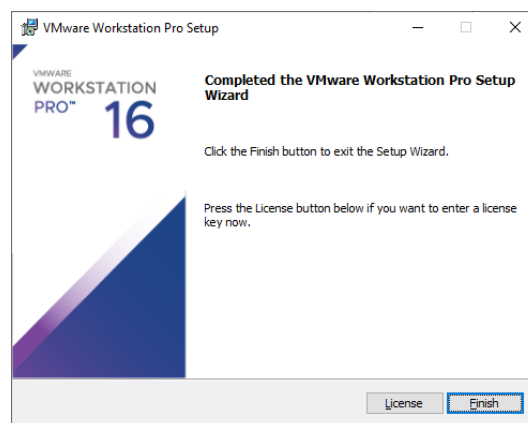 VMware Workstation Pro Setup
VMWARE
WORKSTATION
PRO™ 16
Completed the VMware Workstation Pro Setup
Wizard
Click the Finish button to exit the Setup Wizard.
Press the License button below if you want to enter a license
key now.
License
Finish